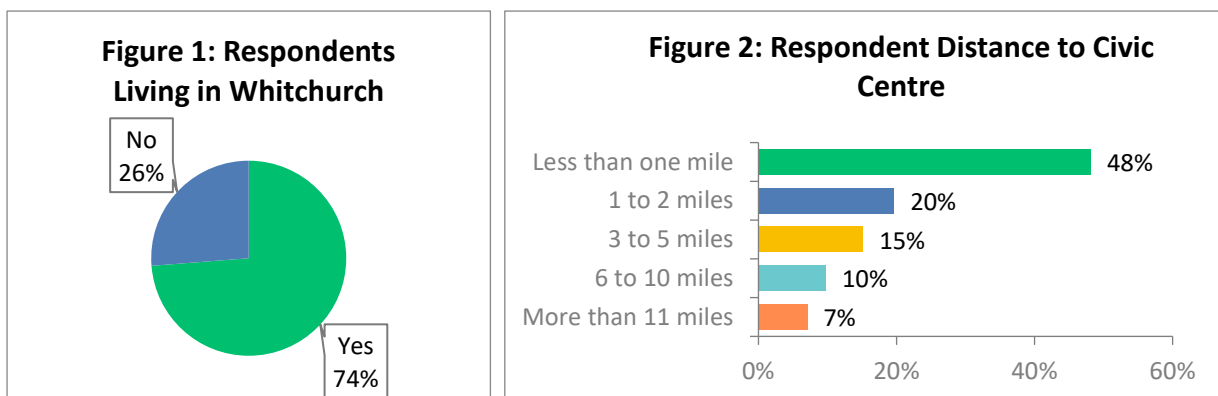 Figure 1: Respondents
Living in Whitchurch
No
26%
Yes
74%
Figure 2: Respondent Distance to Civic
Centre
Less than one mile
48%
1 to 2 miles
20%
3 to 5 miles
15%
6 to 10 miles
10%
More than 11 miles
7%
0%
20%
40%
60%